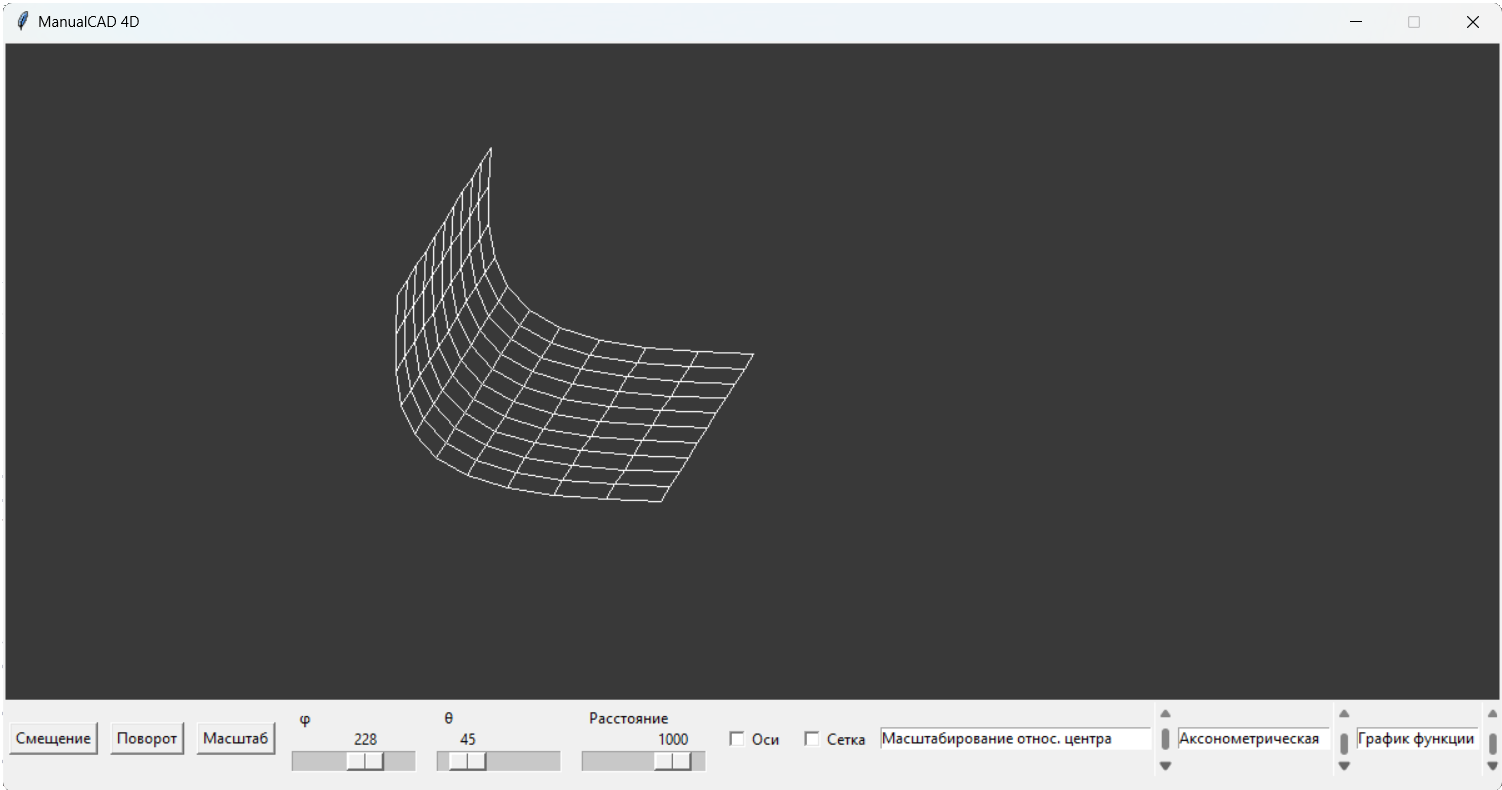 ManualCAD 4D
φ
θ
Расстояние
228
45
1000
Смещение
Поворот
Масштаб
Оси
Сетка
Масштабирование относ. центра
Аксонометрическая
График функции